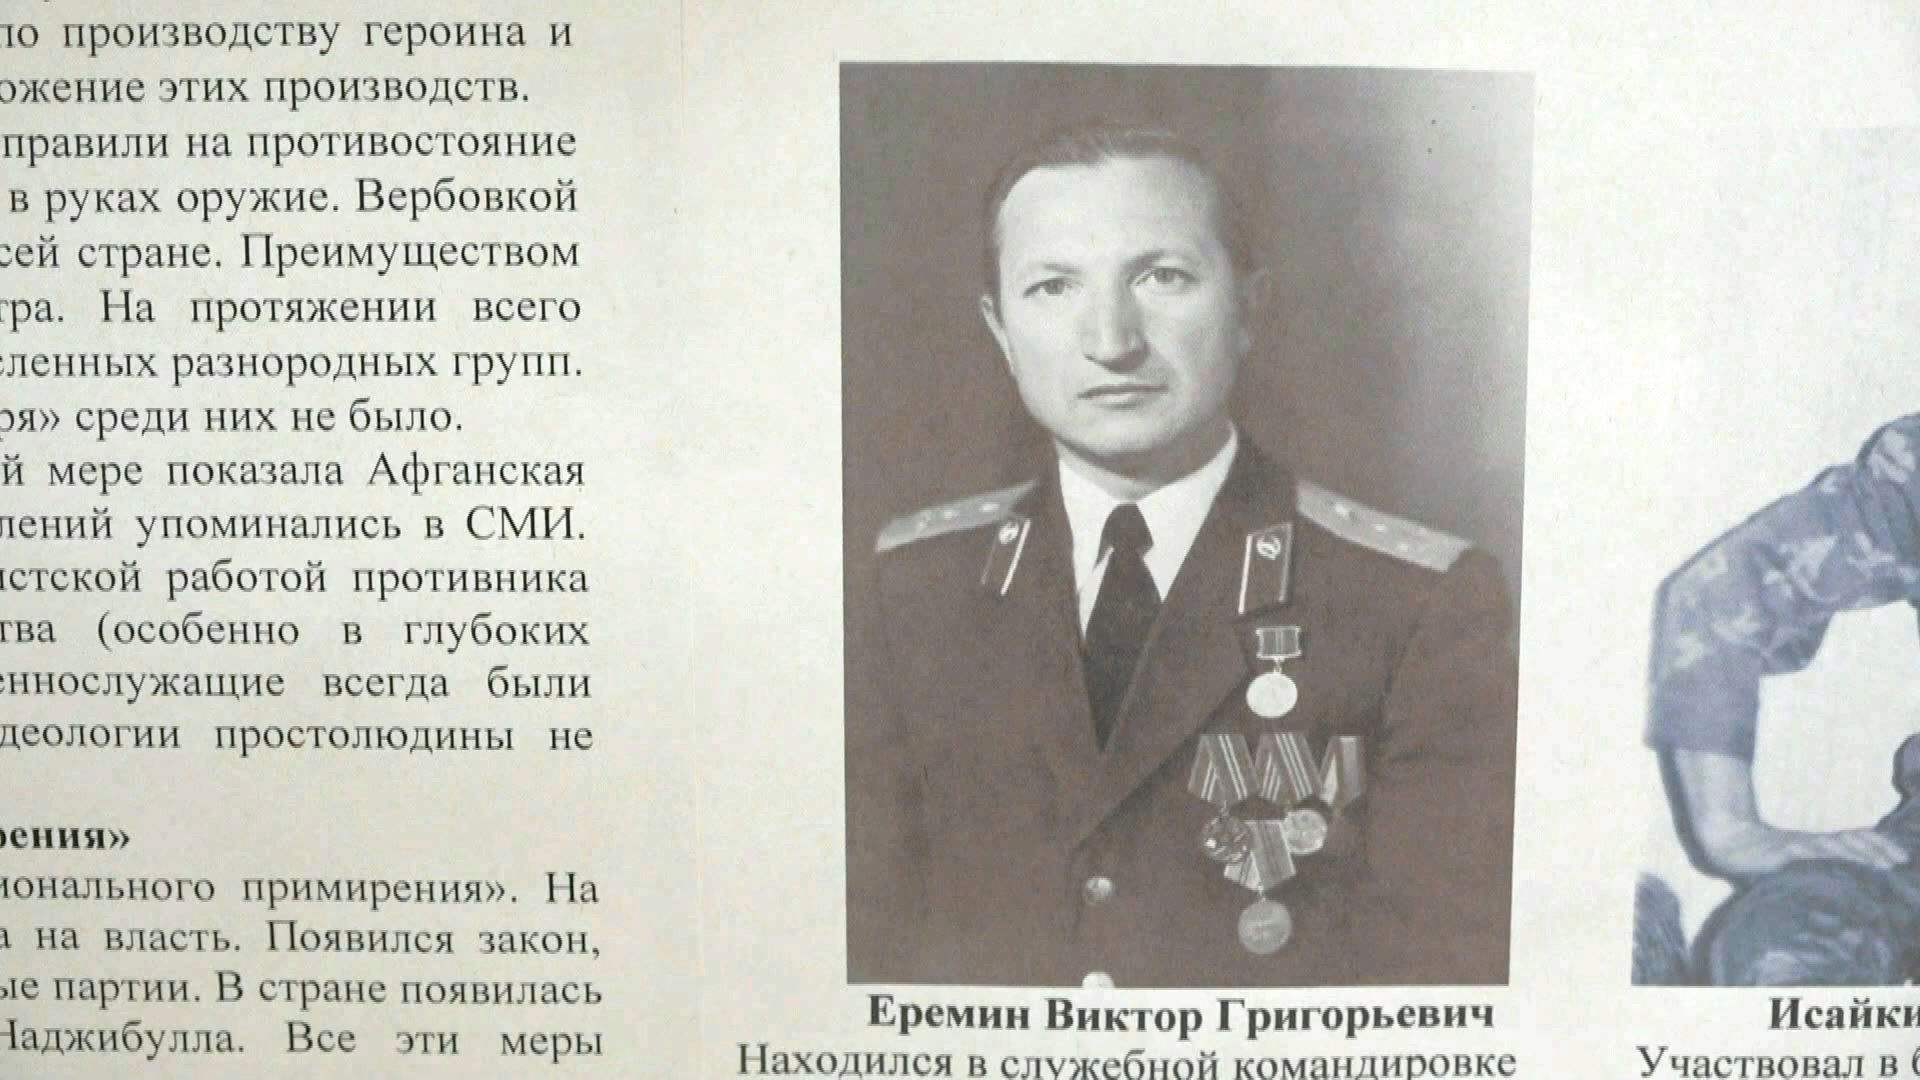 по производству героина и
ожение этих производств.
правили на противостояние
в руках оружие. Вербовкой
сей стране. Преимуществом
тра. На протяжении всего
сленных разнородных групп.
ря» среди них не было.
й мере показала Афганская
лений упоминались в СМИ.
истской работой противника
тва (особенно в глубоких
еннослужащие всегда были
деологии простолюдины не
рения»
ионального примирения». На
а на власть. Появился закон,
ые партии. В стране появилась
Наджибулла. Все эти меры
Еремин Виктор Григорьевич
Находился в служебной командировке
Исайки
Участвовал в б